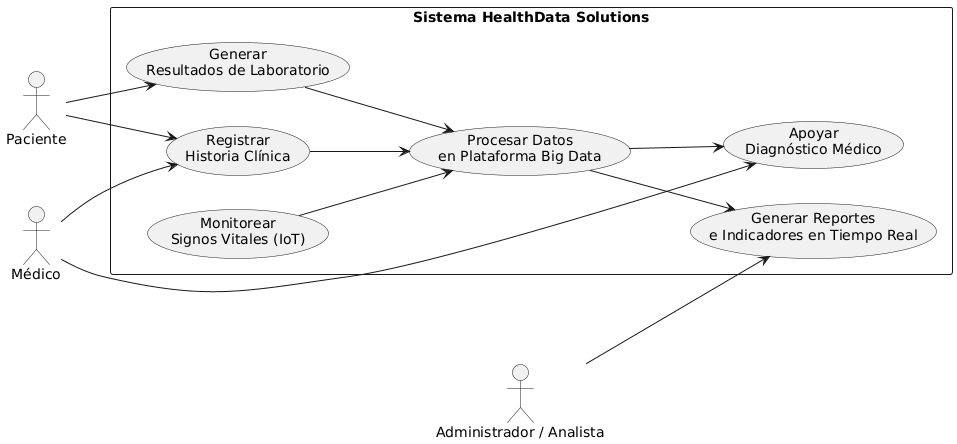 Sistema HealthData Solutions
Generar
Resultados de Laboratorio
Paciente
Registrar
Historia Clínica
Procesar Datos
en Plataforma Big Data
Apoyar
Diagnóstico Médico
Monitorear
Signos Vitales (IoT)
Generar Reportes
e Indicadores en Tiempo Real
Médico
Administrador / Analista